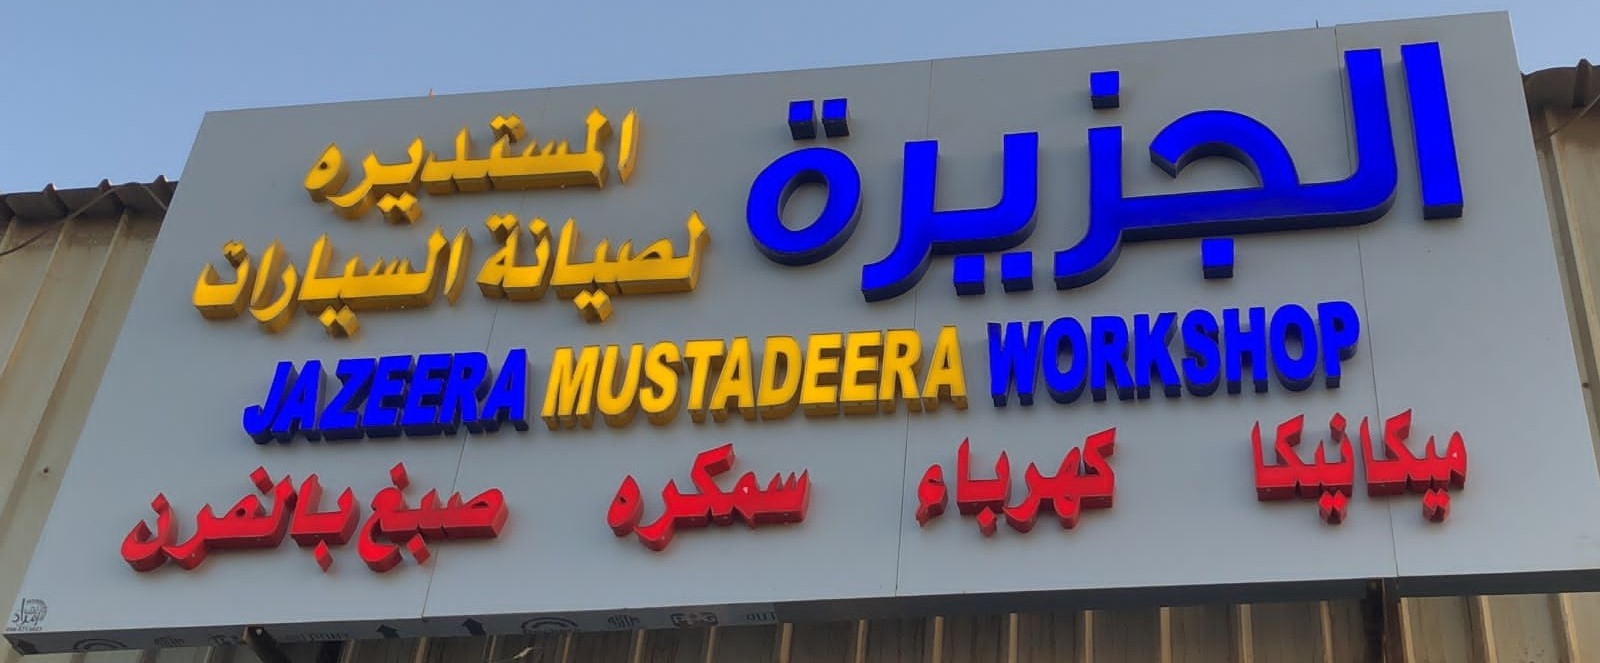 الجزيرة
المستديره
لصيانة السيارات
JAZEERA MUSTADEERA WORKSHOP
ميكانيكا كهرباء سمكره صبغ بالفرن